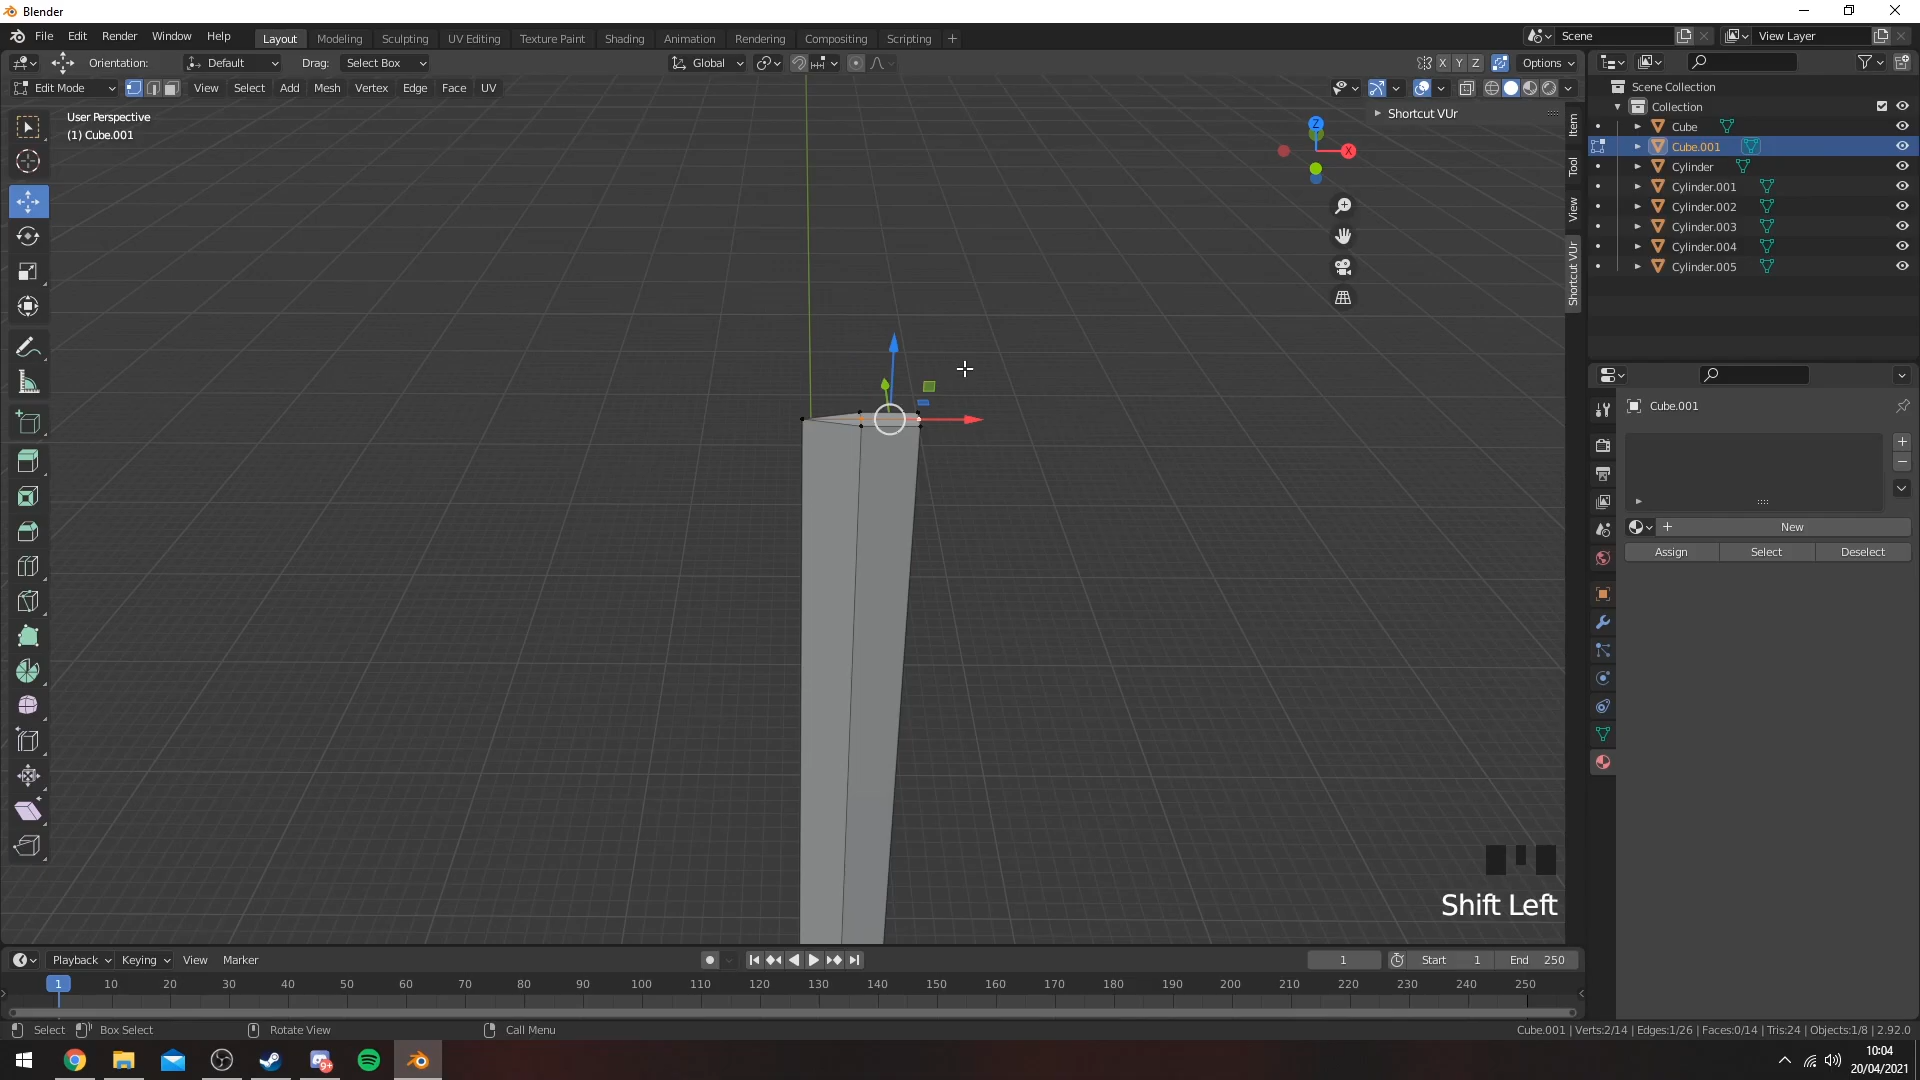 Blender
File Edit Render Window Help Layout Modeling Sculpting UV Editing Texture Paint Shading Animation Rendering Compositing Scripting + Scene View Layer
Orientation: Default Drag: Select Box Global X Y Z Options
Edit Mode View Select Add Mesh Vertex Edge Face UV
User Perspective
(1) Cube.001
Shortcut VUr
Z
X
Item
Tool
View
Shortcut VUr
Scene Collection
Collection
Cube
Cube.001
Cylinder
Cylinder.001
Cylinder.002
Cylinder.003
Cylinder.004
Cylinder.005
Cube.001
New
Assign Select Deselect
Shift Left
Playback Keying View Marker 1 Start 1 End 250
1 10 20 30 40 50 60 70 80 90 100 110 120 130 140 150 160 170 180 190 200 210 220 230 240 250
Select Box Select Rotate View Call Menu Cube.001 | Verts:2/14 | Edges:1/26 | Faces:0/14 | Tris:24 | Objects:1/8 | 2.92.0
9+
10:04
20/04/2021